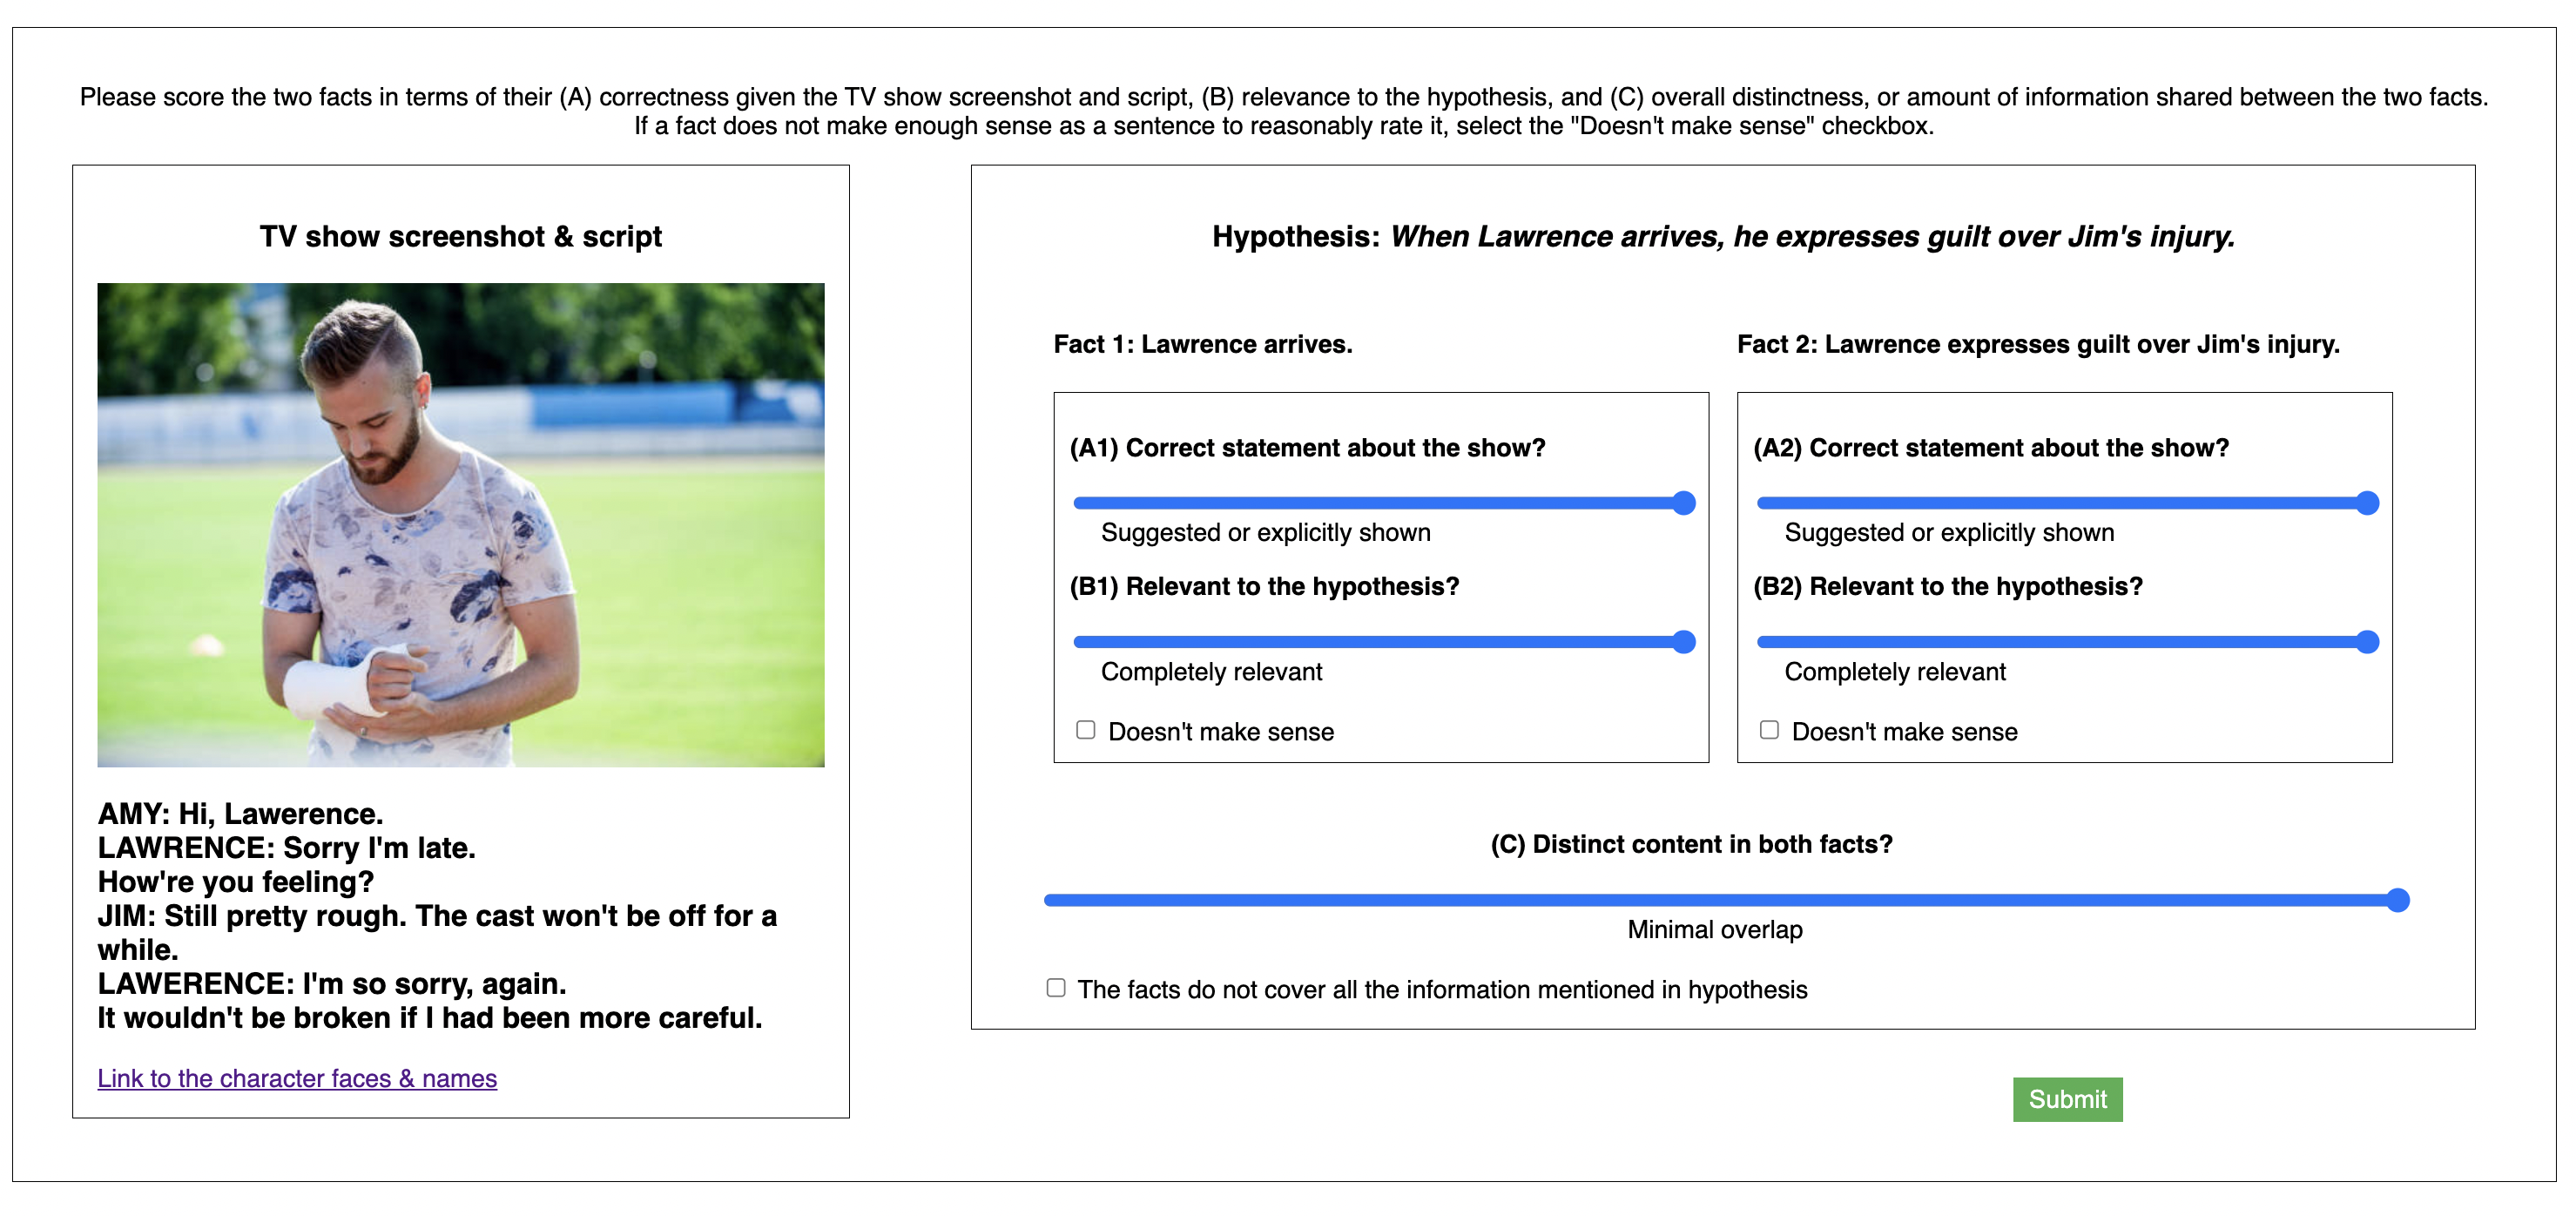 Please score the two facts in terms of their (A) correctness given the TV show screenshot and script, (B) relevance to the hypothesis, and (C) overall distinctness, or amount of information shared between the two facts.
If a fact does not make enough sense as a sentence to reasonably rate it, select the "Doesn't make sense" checkbox.
TV show screenshot & script
AMY: Hi, Lawerence.
LAWRENCE: Sorry I'm late.
How're you feeling?
JIM: Still pretty rough. The cast won't be off for a
while.
LAWERENCE: I'm so sorry, again.
It wouldn't be broken if I had been more careful.
Link to the character faces & names
Hypothesis: When Lawrence arrives, he expresses guilt over Jim's injury.
Fact 1: Lawrence arrives.
(A1) Correct statement about the show?
Suggested or explicitly shown
(B1) Relevant to the hypothesis?
Completely relevant
Doesn't make sense
Fact 2: Lawrence expresses guilt over Jim's injury.
(A2) Correct statement about the show?
Suggested or explicitly shown
(B2) Relevant to the hypothesis?
Completely relevant
Doesn't make sense
(C) Distinct content in both facts?
Minimal overlap
The facts do not cover all the information mentioned in hypothesis
Submit